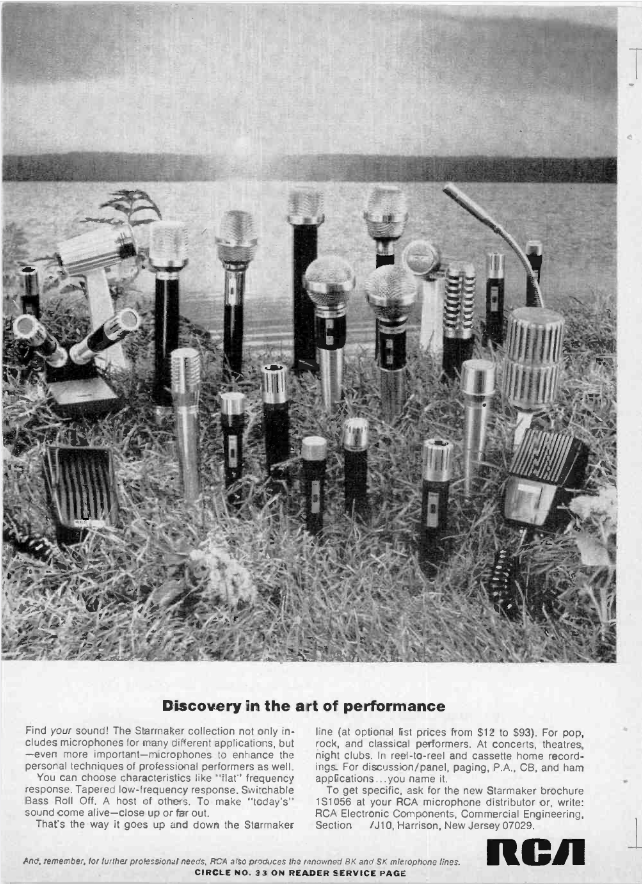 Discovery in the art of performance
Find your sound! The Starmaker collection not only in-
cludes microphones for many different applications, but
—even more important—microphones to enhance the
personal techniques of professional performers as well.
You can choose characteristics like "flat" frequency
response. Tapered low-frequency response. Switchable
Bass Roll Off. A host of others. To make "today's"
sound come alive—close up or far out.
That's the way it goes up and down the Starmaker
line (at optional list prices from $12 to $93). For pop,
rock, and classical performers. At concerts, theatres,
night clubs. In reel-to-reel and cassette home record-
ings. For discussion/panel, paging, P.A., CB, and ham
applications...you name it.
To get specific, ask for the new Starmaker brochure
1S1056 at your RCA microphone distributor or, write:
RCA Electronic Components, Commercial Engineering,
Section /J10, Harrison, New Jersey 07029.
RCA
And, remember, for further professional needs, RCA also produces the renowned BK and SK microphone lines.
CIRCLE NO. 33 ON READER SERVICE PAGE